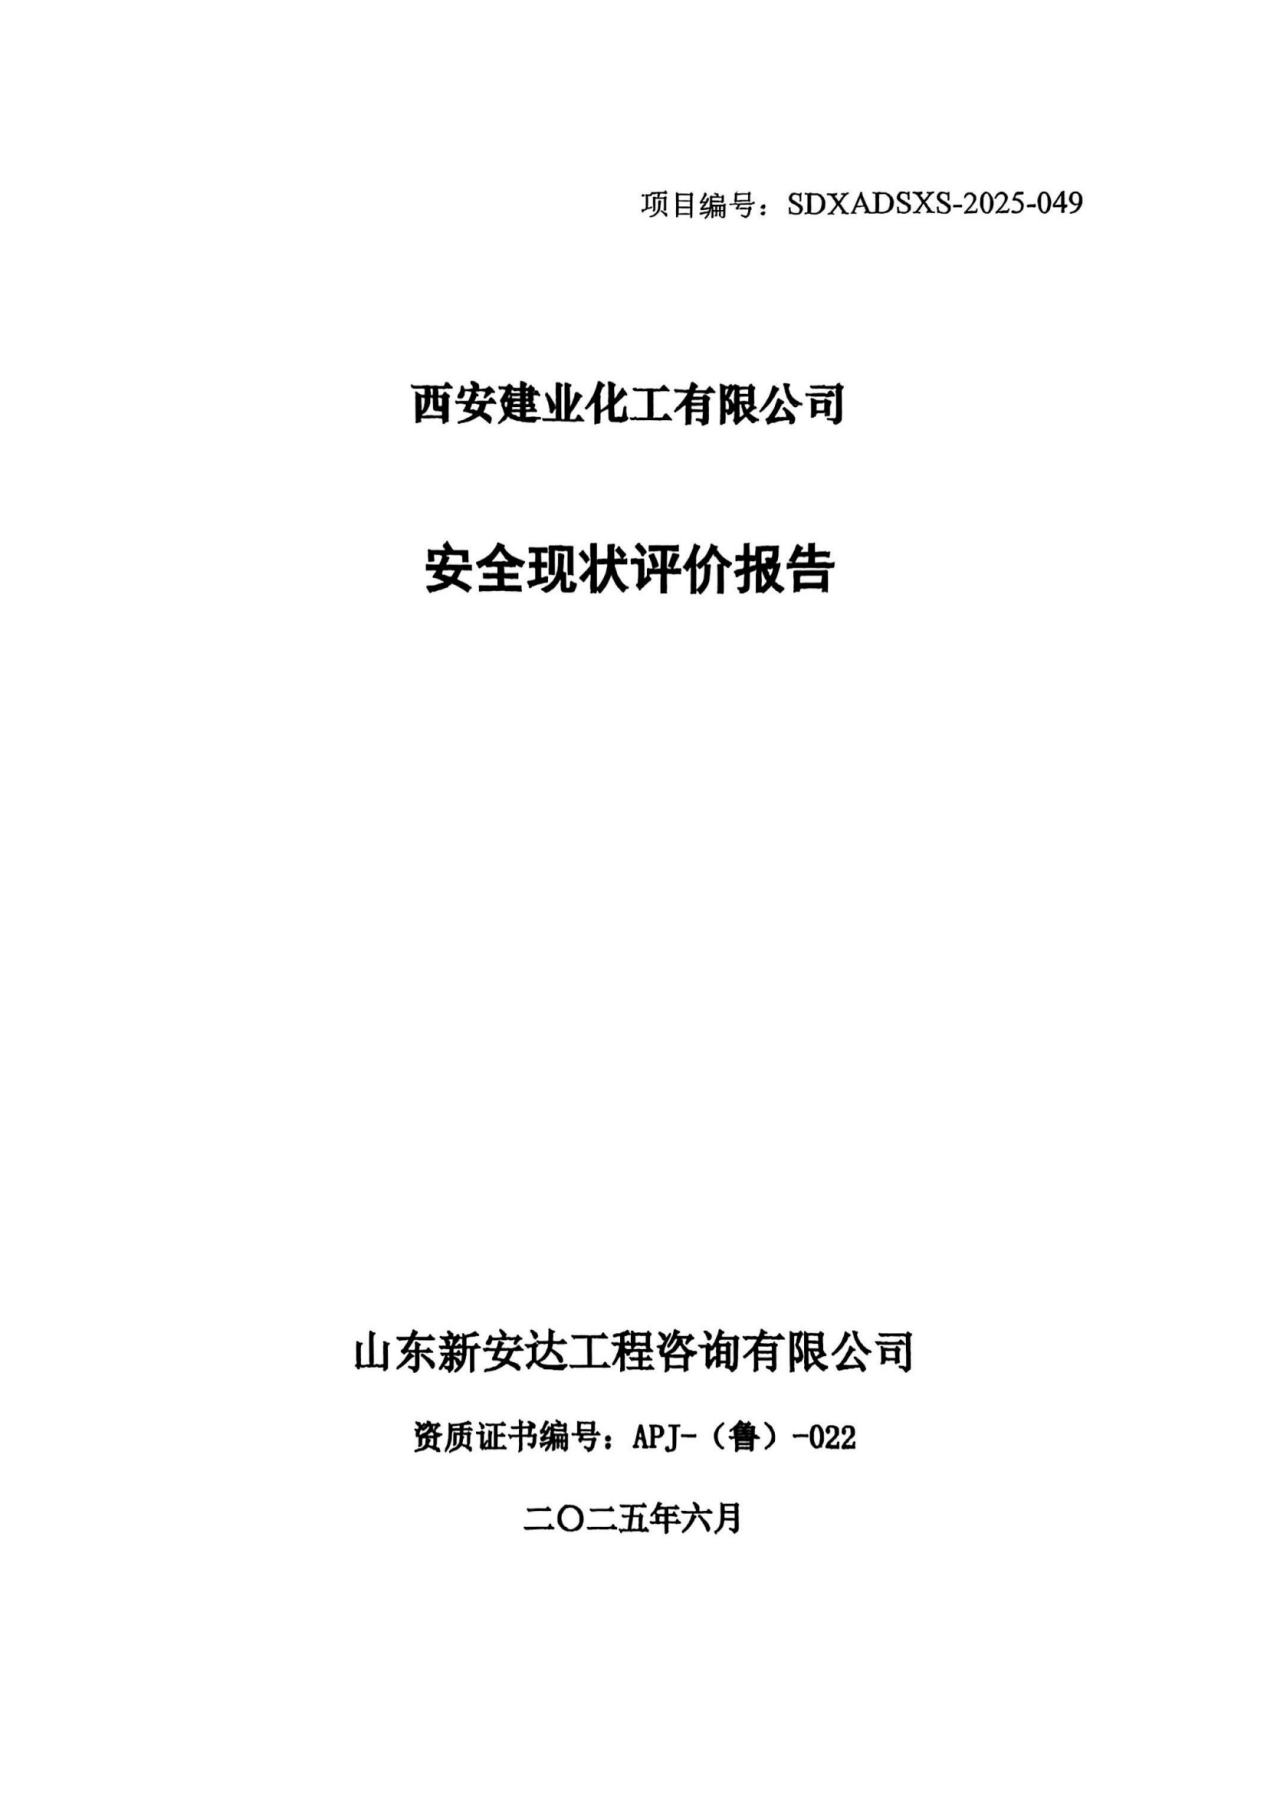 项目编号：SDXADSXS-2025-049
西安建业化工有限公司
安全现状评价报告
山东新安达工程咨询有限公司
资质证书编号：APJ-（鲁）-022
二〇二五年六月